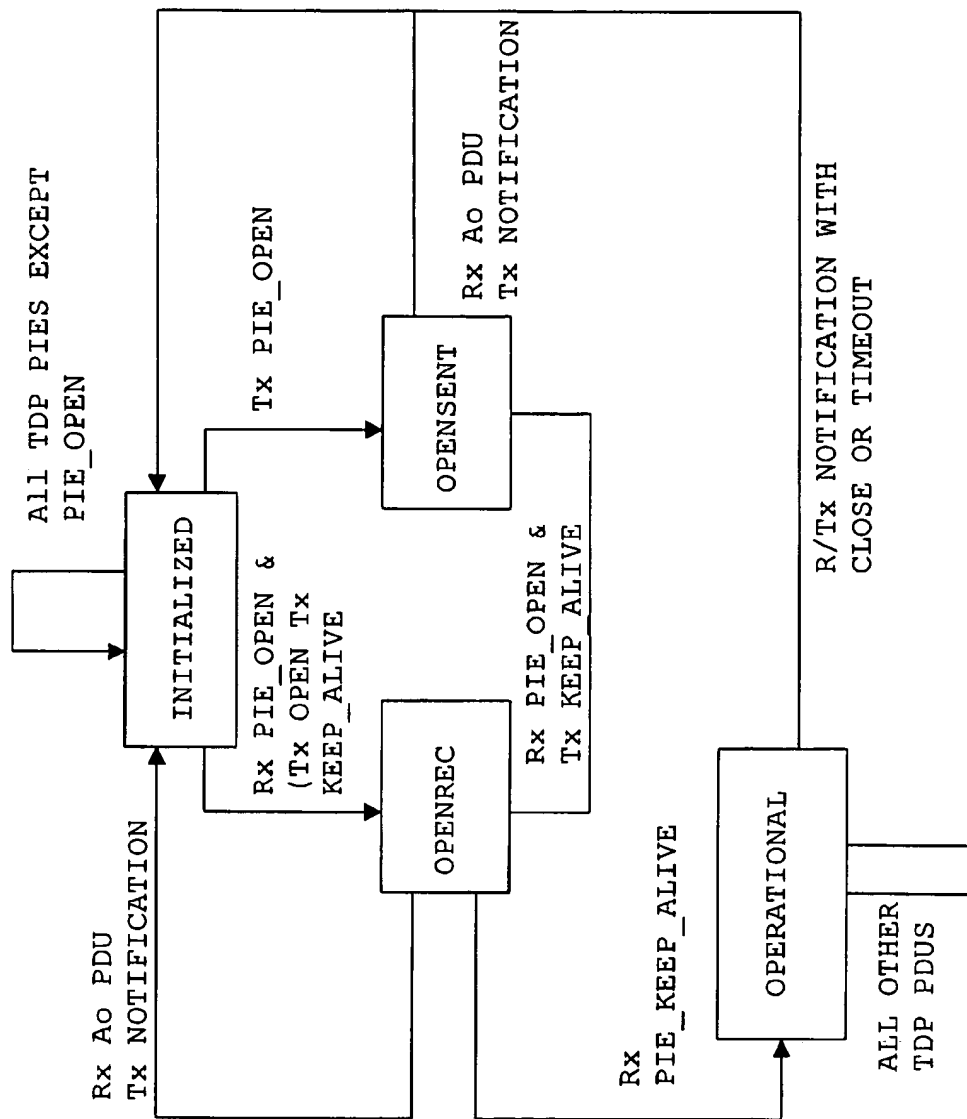 All TDP PIES EXCEPT
PIE_OPEN
INITIALIZED
Rx Ao PDU
Tx NOTIFICATION
Rx PIE_OPEN &
(Tx OPEN Tx
KEEP_ALIVE
Tx PIE_OPEN
OPENREC
OPENSENT
Rx Ao PDU
Tx NOTIFICATION
Rx PIE_OPEN &
Tx KEEP_ALIVE
Rx
PIE_KEEP_ALIVE
OPERATIONAL
R/Tx NOTIFICATION WITH
CLOSE OR TIMEOUT
ALL OTHER
TDP PDUS